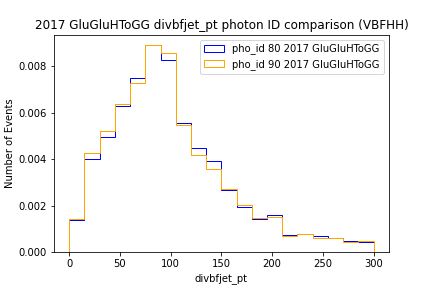 2017 GluGluHToGG divbfjet_pt photon ID comparison (VBFHH)
pho_id 80 2017 GluGluHToGG
pho_id 90 2017 GluGluHToGG
Number of Events
0.008
0.006
0.004
0.002
0.000
0 50 100 150 200 250 300
divbfjet_pt